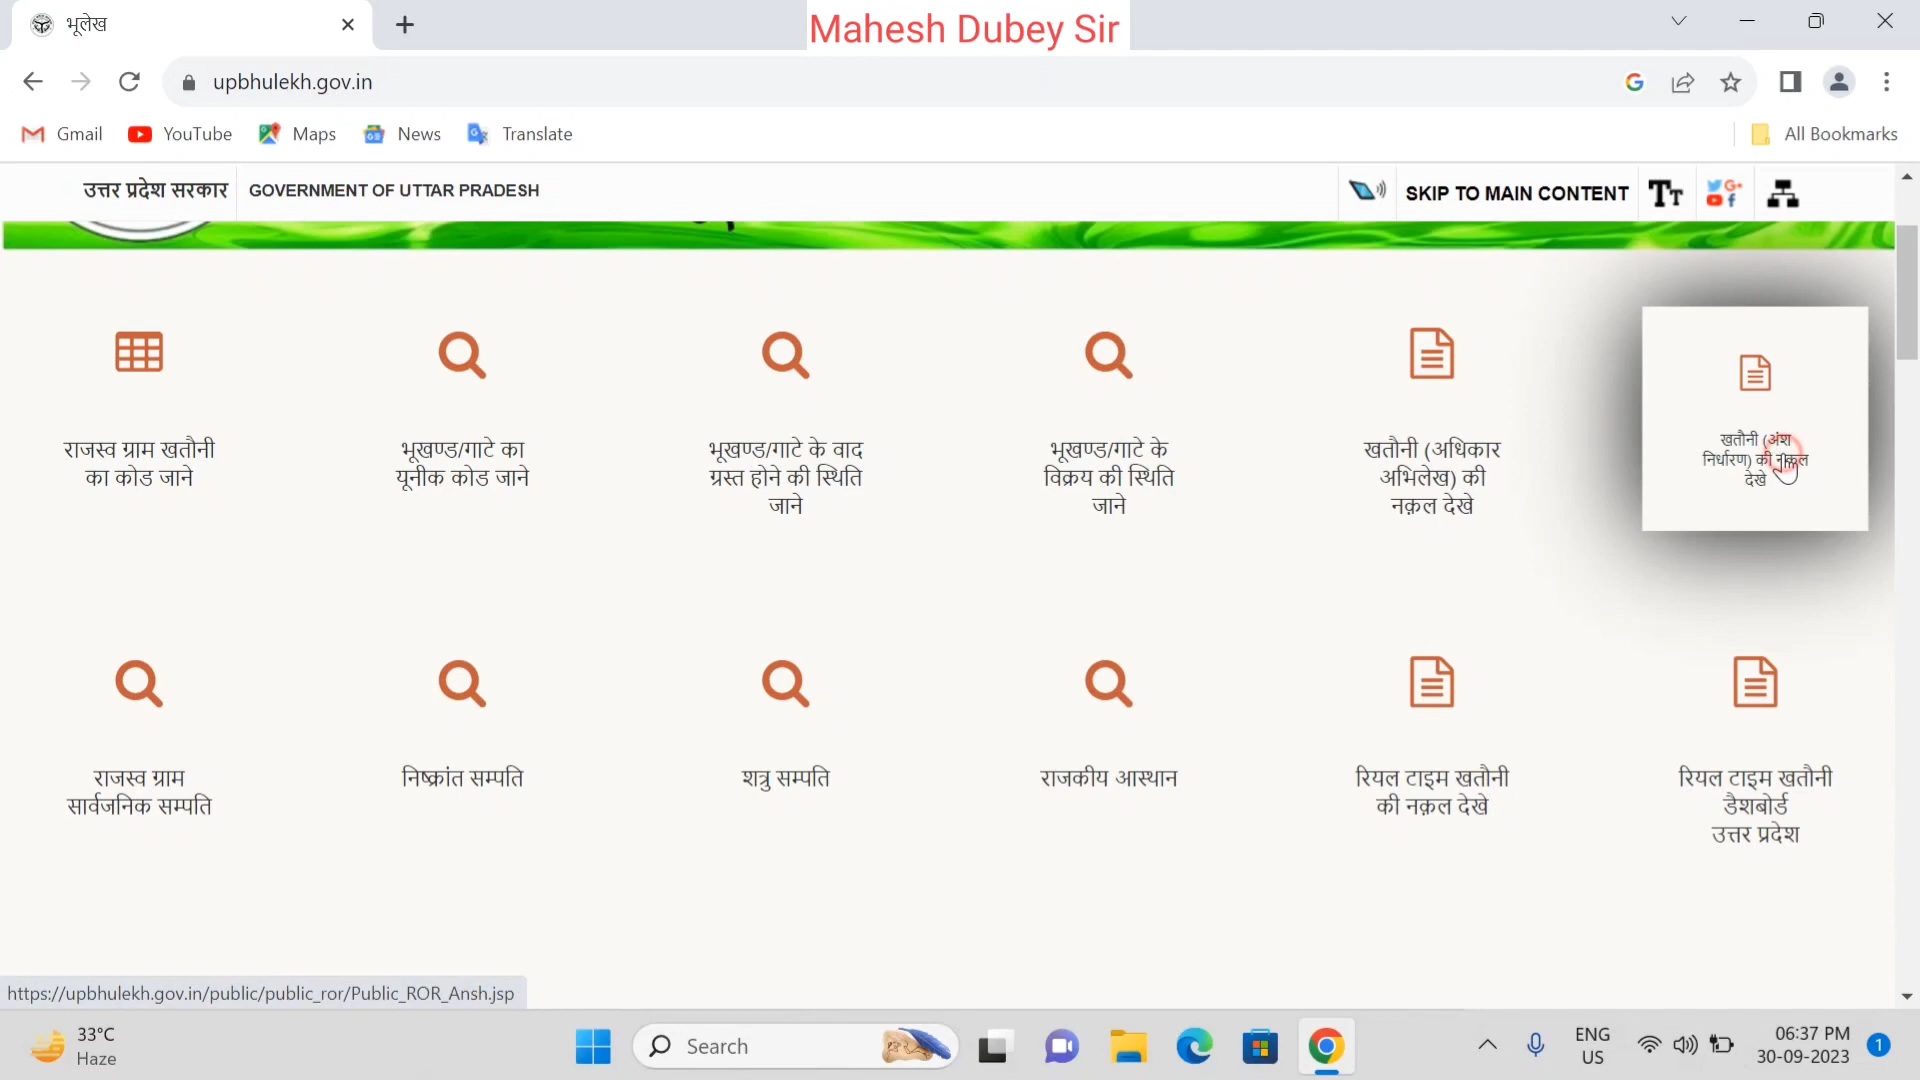 भूलेख
Mahesh Dubey Sir
upbhulekh.gov.in
Gmail YouTube Maps News Translate All Bookmarks
उत्तर प्रदेश सरकार GOVERNMENT OF UTTAR PRADESH SKIP TO MAIN CONTENT
राजस्व ग्राम खतौनी
का कोड जाने
भूखण्ड/गाटे का
यूनीक कोड जाने
भूखण्ड/गाटे के वाद
ग्रस्त होने की स्थिति
जाने
भूखण्ड/गाटे के
विक्रय की स्थिति
जाने
खतौनी (अधिकार
अभिलेख) की
नक़ल देखे
खतौनी (अंश
निर्धारण) की नक़ल
देखे
राजस्व ग्राम
सार्वजनिक सम्पति
निष्क्रांत सम्पति
शत्रु सम्पति
राजकीय आस्थान
रियल टाइम खतौनी
की नक़ल देखे
रियल टाइम खतौनी
डैशबोर्ड
उत्तर प्रदेश
https://upbhulekh.gov.in/public/public_ror/Public_ROR_Ansh.jsp
33°C
Haze
Search
ENG
US
06:37 PM
30-09-2023
1